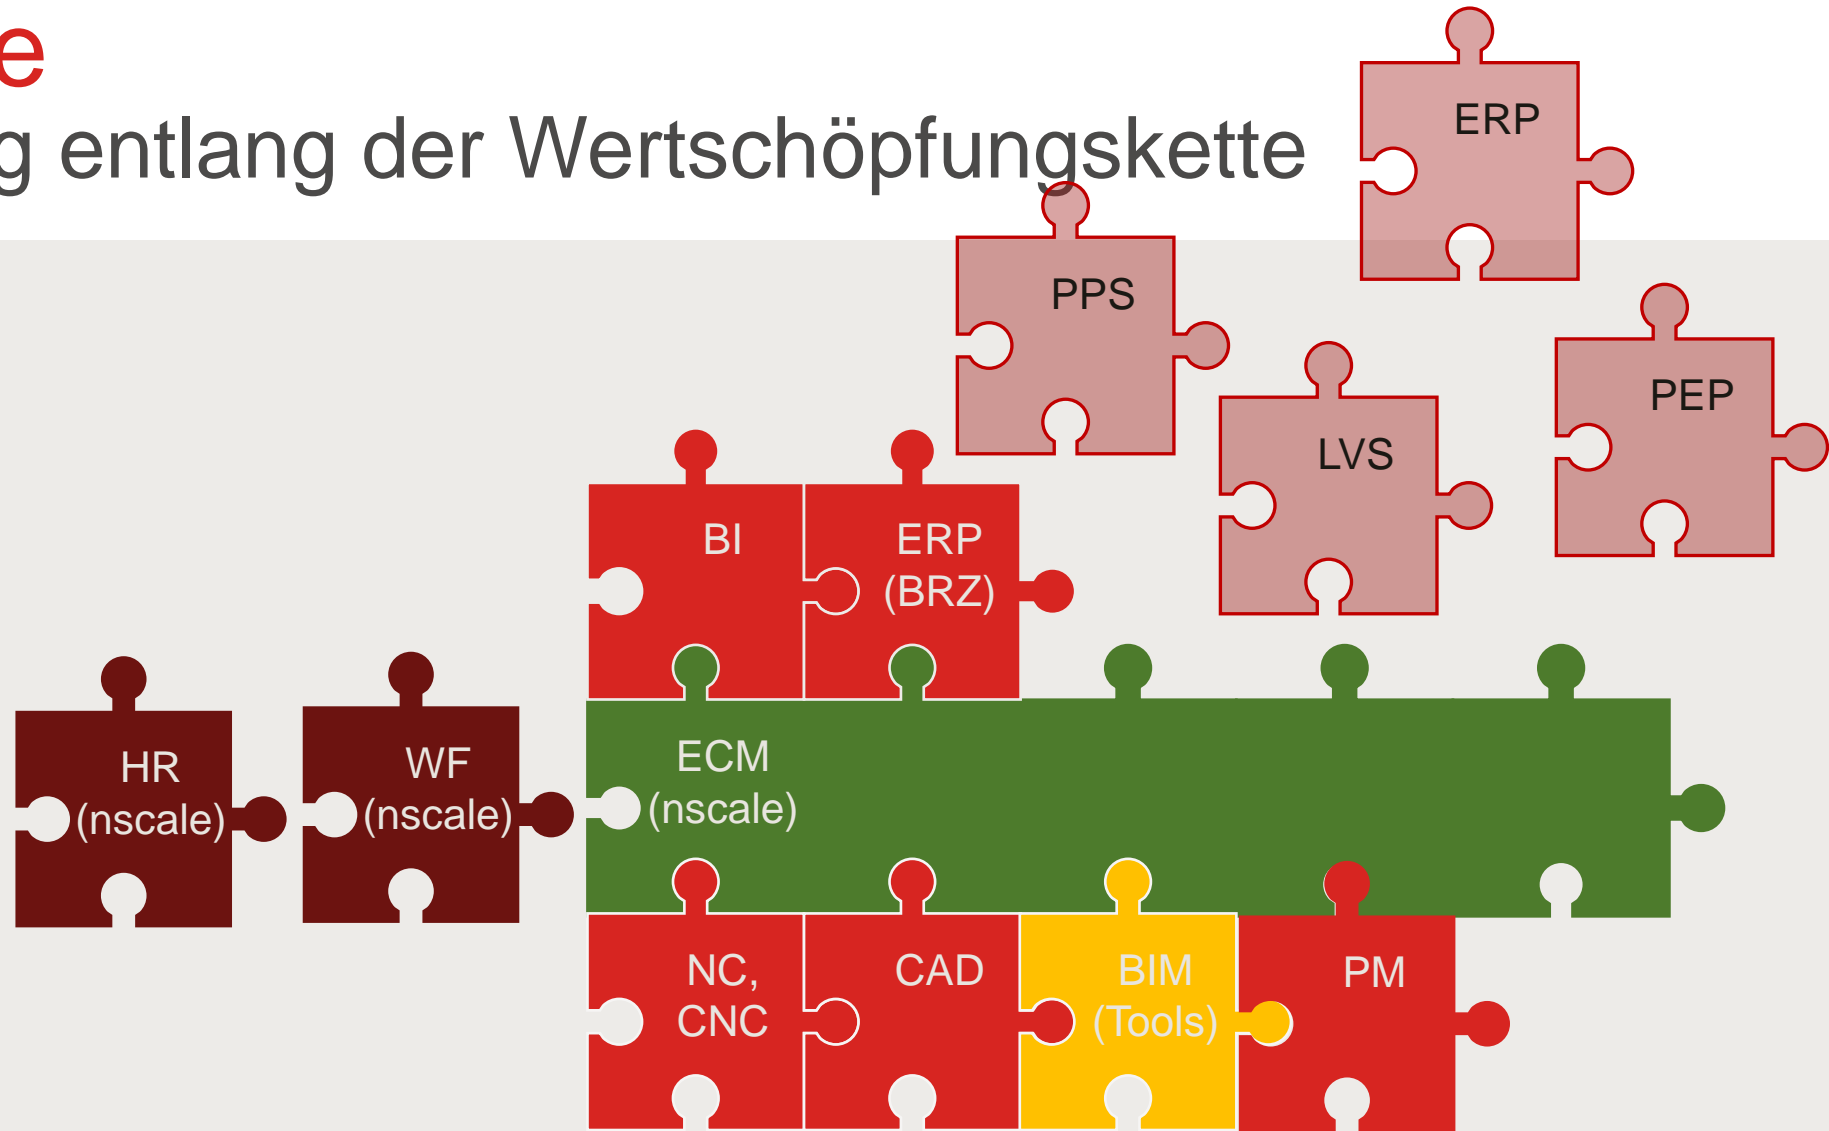 e
g entlang der Wertschöpfungskette
ERP
PPS
PEP
LVS
BI
ERP
(BRZ)
HR
(nscale)
WF
(nscale)
ECM
(nscale)
NC,
CNC
CAD
BIM
(Tools)
PM